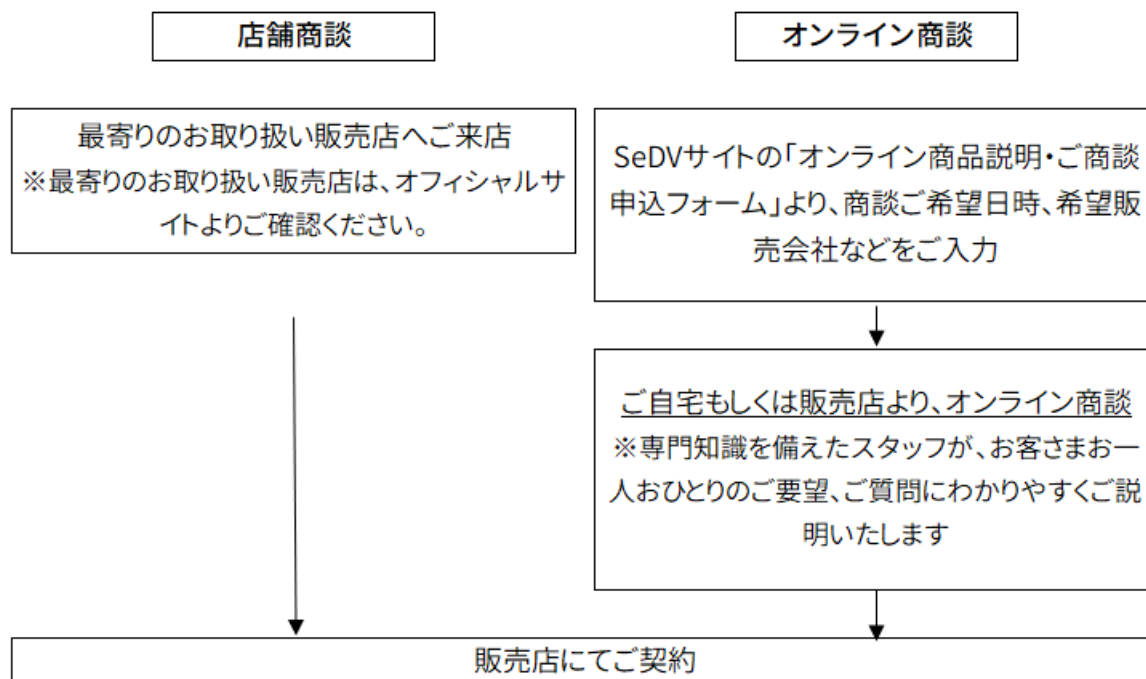 店舗商談
最寄りのお取り扱い販売店へご来店
※最寄りのお取り扱い販売店は、オフィシャルサ
イトよりご確認ください。
オンライン商談
SeDVサイトの「オンライン商品説明・ご商談
申込フォーム」より、商談ご希望日時、希望販
売会社などをご入力
ご自宅もしくは販売店より、オンライン商談
※専門知識を備えたスタッフが、お客さまお一
人おひとりのご要望、ご質問にわかりやすくご説
明いたします
販売店にてご契約